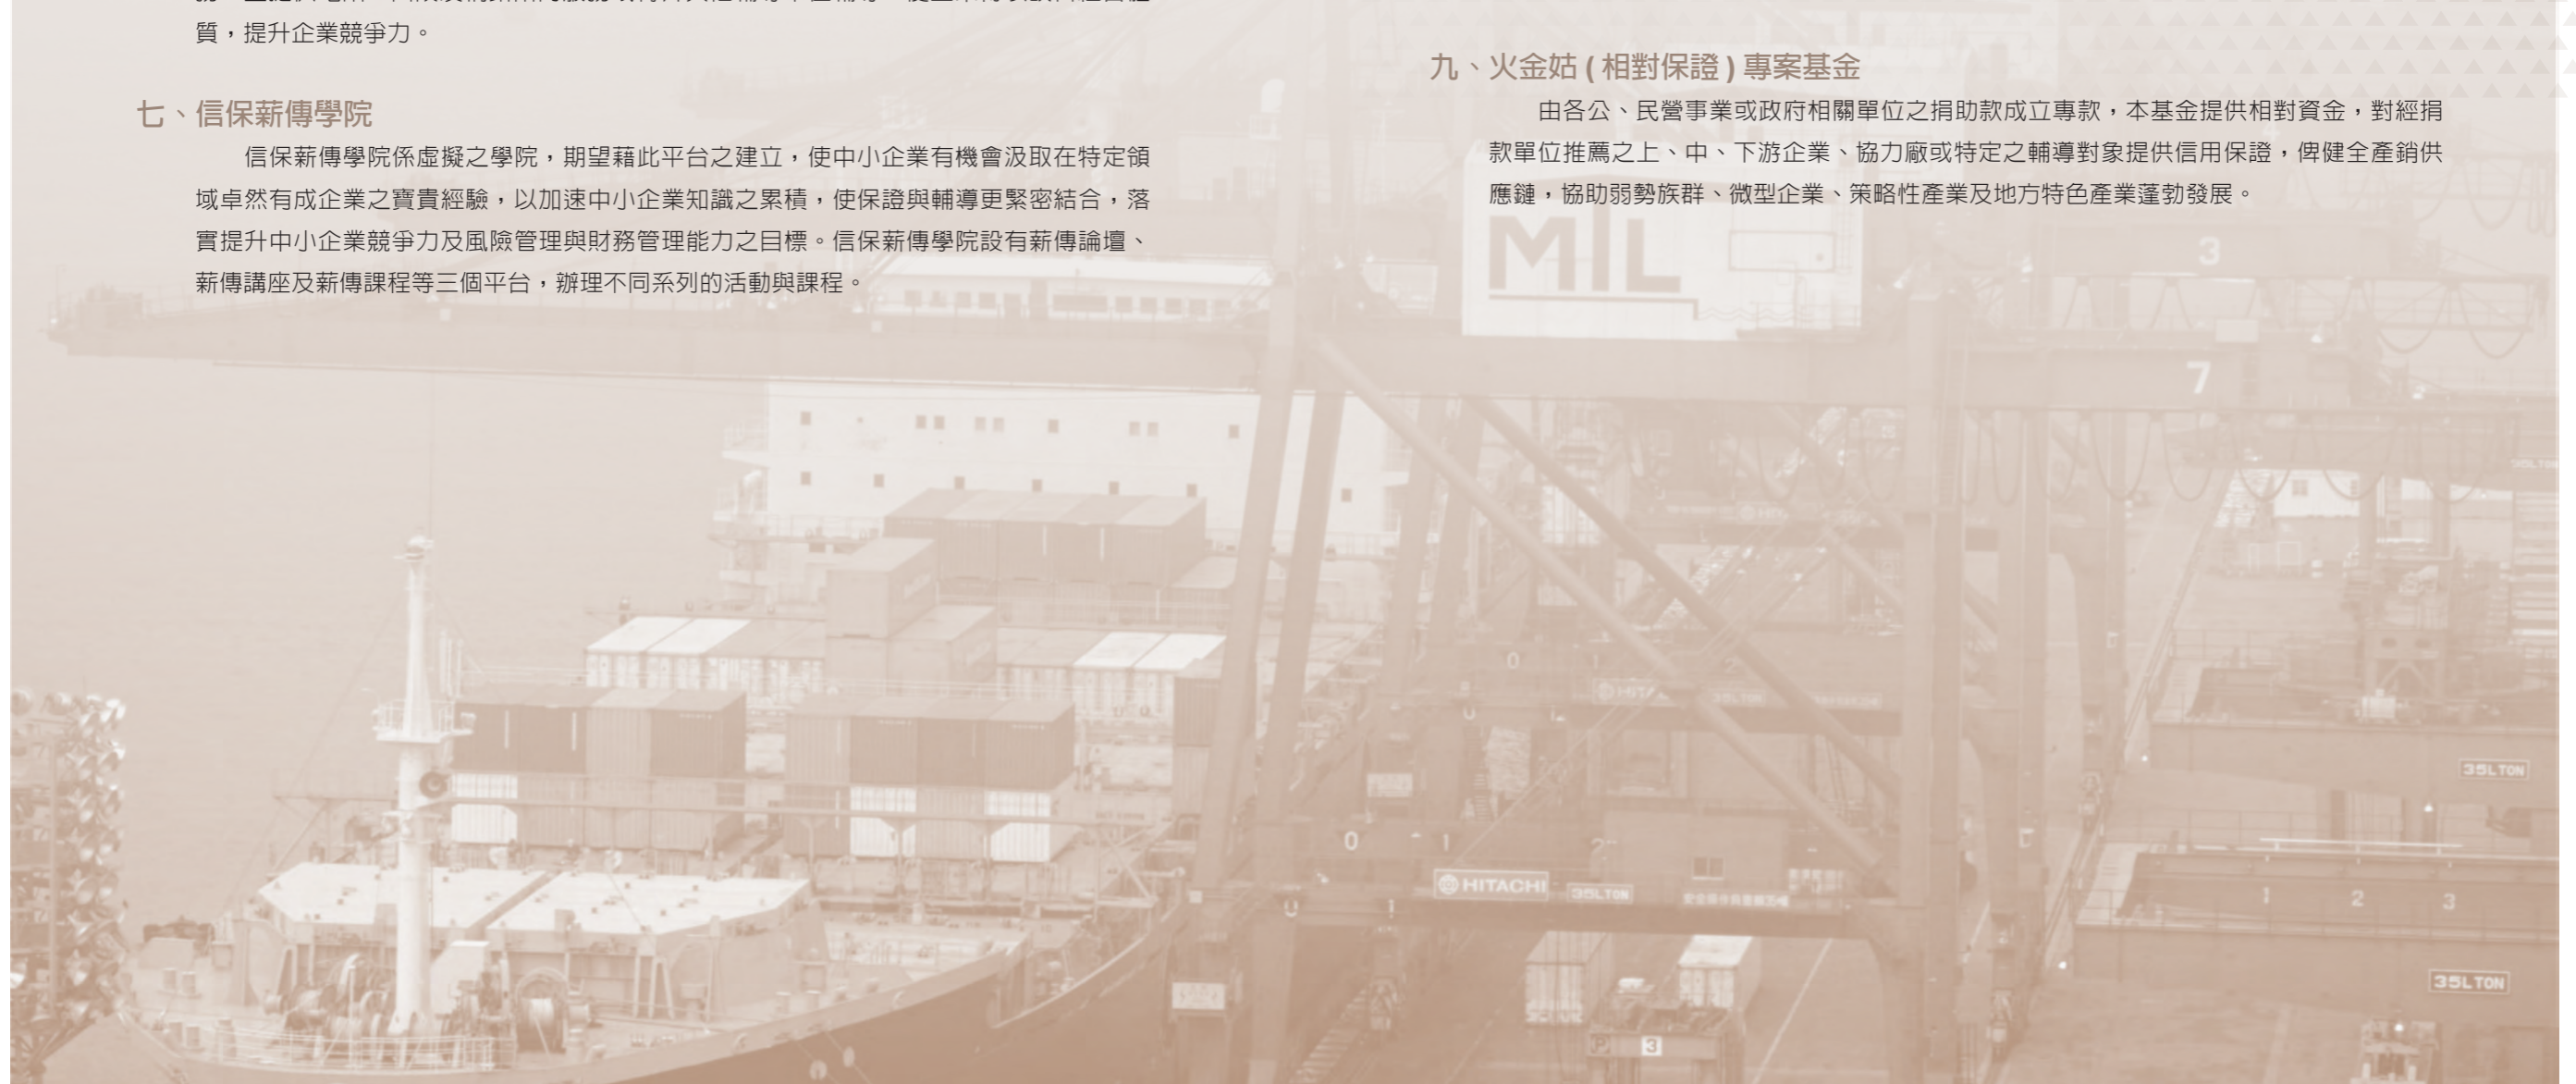 質，提升企業競爭力。
七、信保薪傳學院
信保薪傳學院係虛擬之學院，期望藉此平台之建立，使中小企業有機會汲取在特定領
域卓然有成企業之寶貴經驗，以加速中小企業知識之累積，使保證與輔導更緊密結合，落
實提升中小企業競爭力及風險管理與財務管理能力之目標。信保薪傳學院設有薪傳論壇、
薪傳講座及薪傳課程等三個平台，辦理不同系列的活動與課程。
九、火金姑 ( 相對保證 ) 專案基金
由各公、民營事業或政府相關單位之捐助款成立專款，本基金提供相對資金，對經捐
款單位推薦之上、中、下游企業、協力廠或特定之輔導對象提供信用保證，俾健全產銷供
應鏈，協助弱勢族群、微型企業、策略性產業及地方特色產業蓬勃發展。
MTL
3
7
0 1 2
35LTON
0 1 2
HITACHI
35LTON
1 2 3
35LTON
P 3